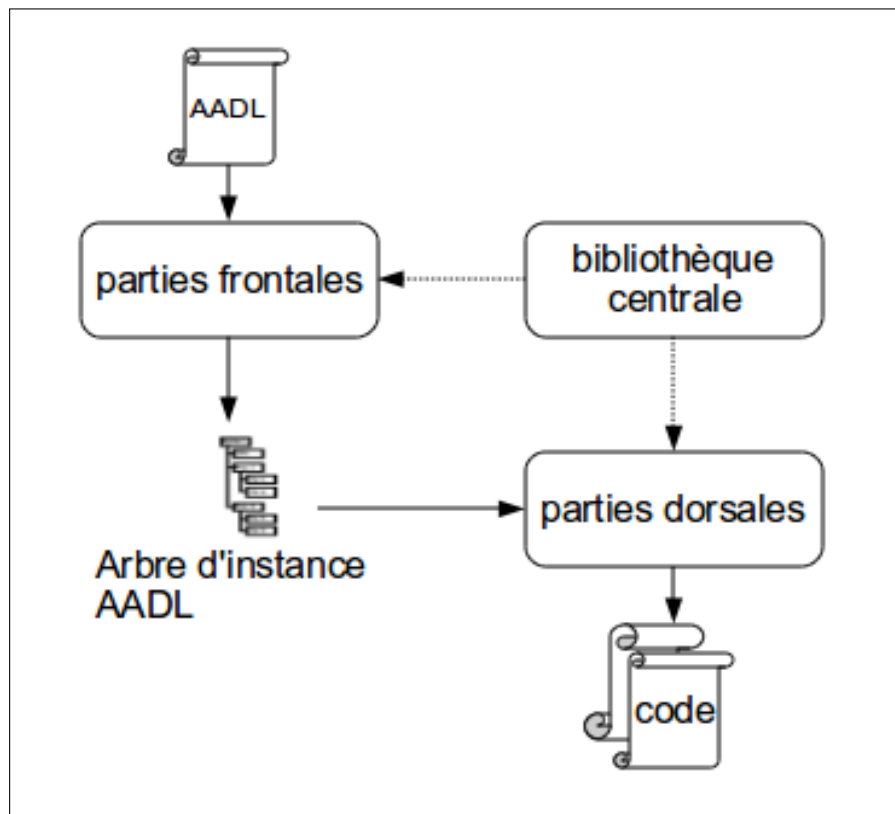 AADL
parties frontales
bibliothèque
centrale
Arbre d'instance
AADL
parties dorsales
code